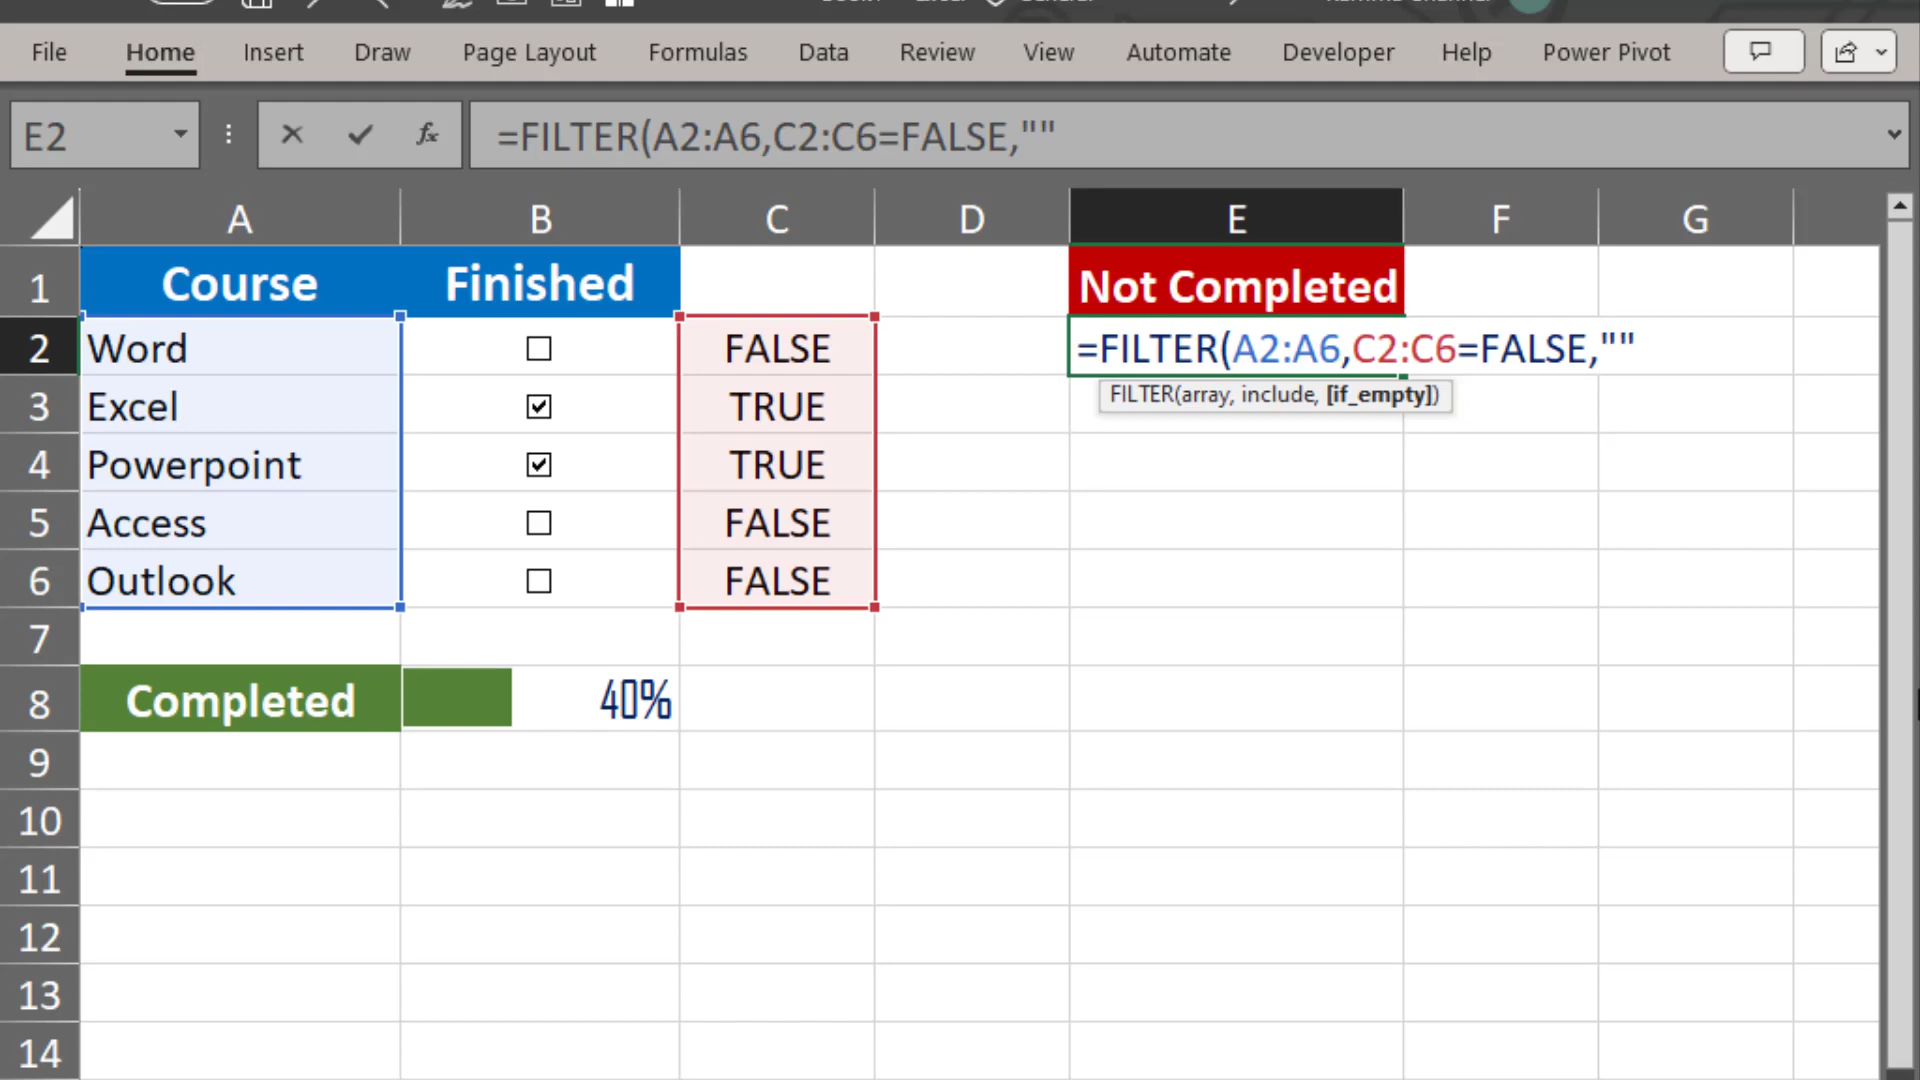 File Home Insert Draw Page Layout Formulas Data Review View Automate Developer Help Power Pivot
E2 fx =FILTER(A2:A6,C2:C6=FALSE,""
A B C D E F G
1 Course Finished Not Completed
2 Word FALSE =FILTER(A2:A6,C2:C6=FALSE,""
FILTER(array, include, [if_empty])
3 Excel TRUE
4 Powerpoint TRUE
5 Access FALSE
6 Outlook FALSE
7
8 Completed 40%
9
10
11
12
13
14